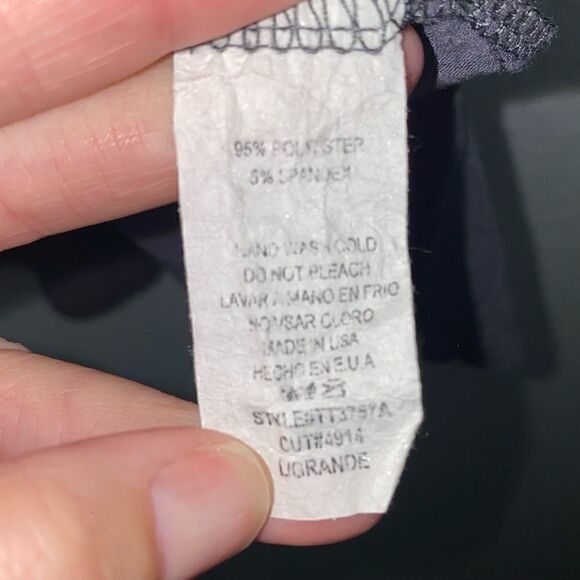 95% POLYESTER
5% SPANDEX
HAND WASH COLD
DO NOT BLEACH
LAVAR A MANO EN FRIO
NO USAR CLORO
MADE IN USA
HECHO EN E.U.A
CUT#4914
UGRANDE